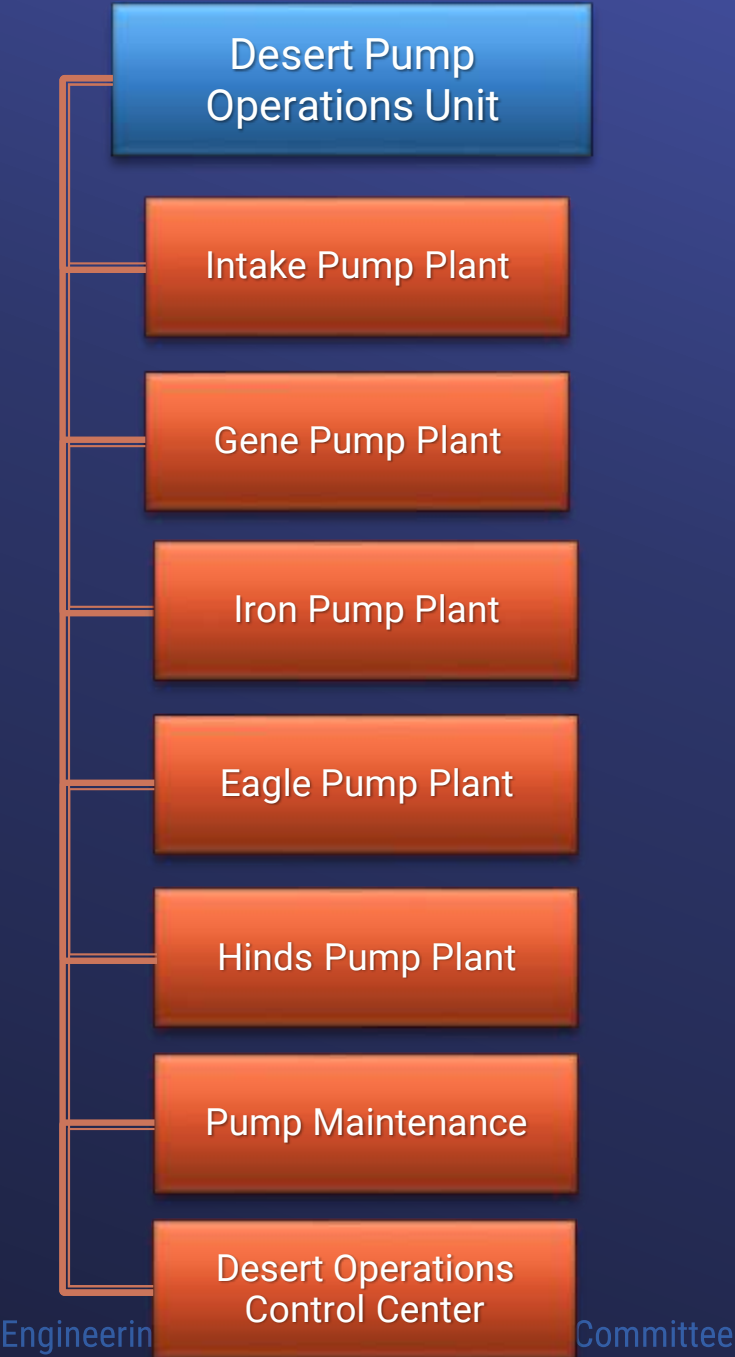 Desert Pump
Operations Unit
Intake Pump Plant
Gene Pump Plant
Iron Pump Plant
Eagle Pump Plant
Hinds Pump Plant
Pump Maintenance
Desert Operations
Control Center
Committee